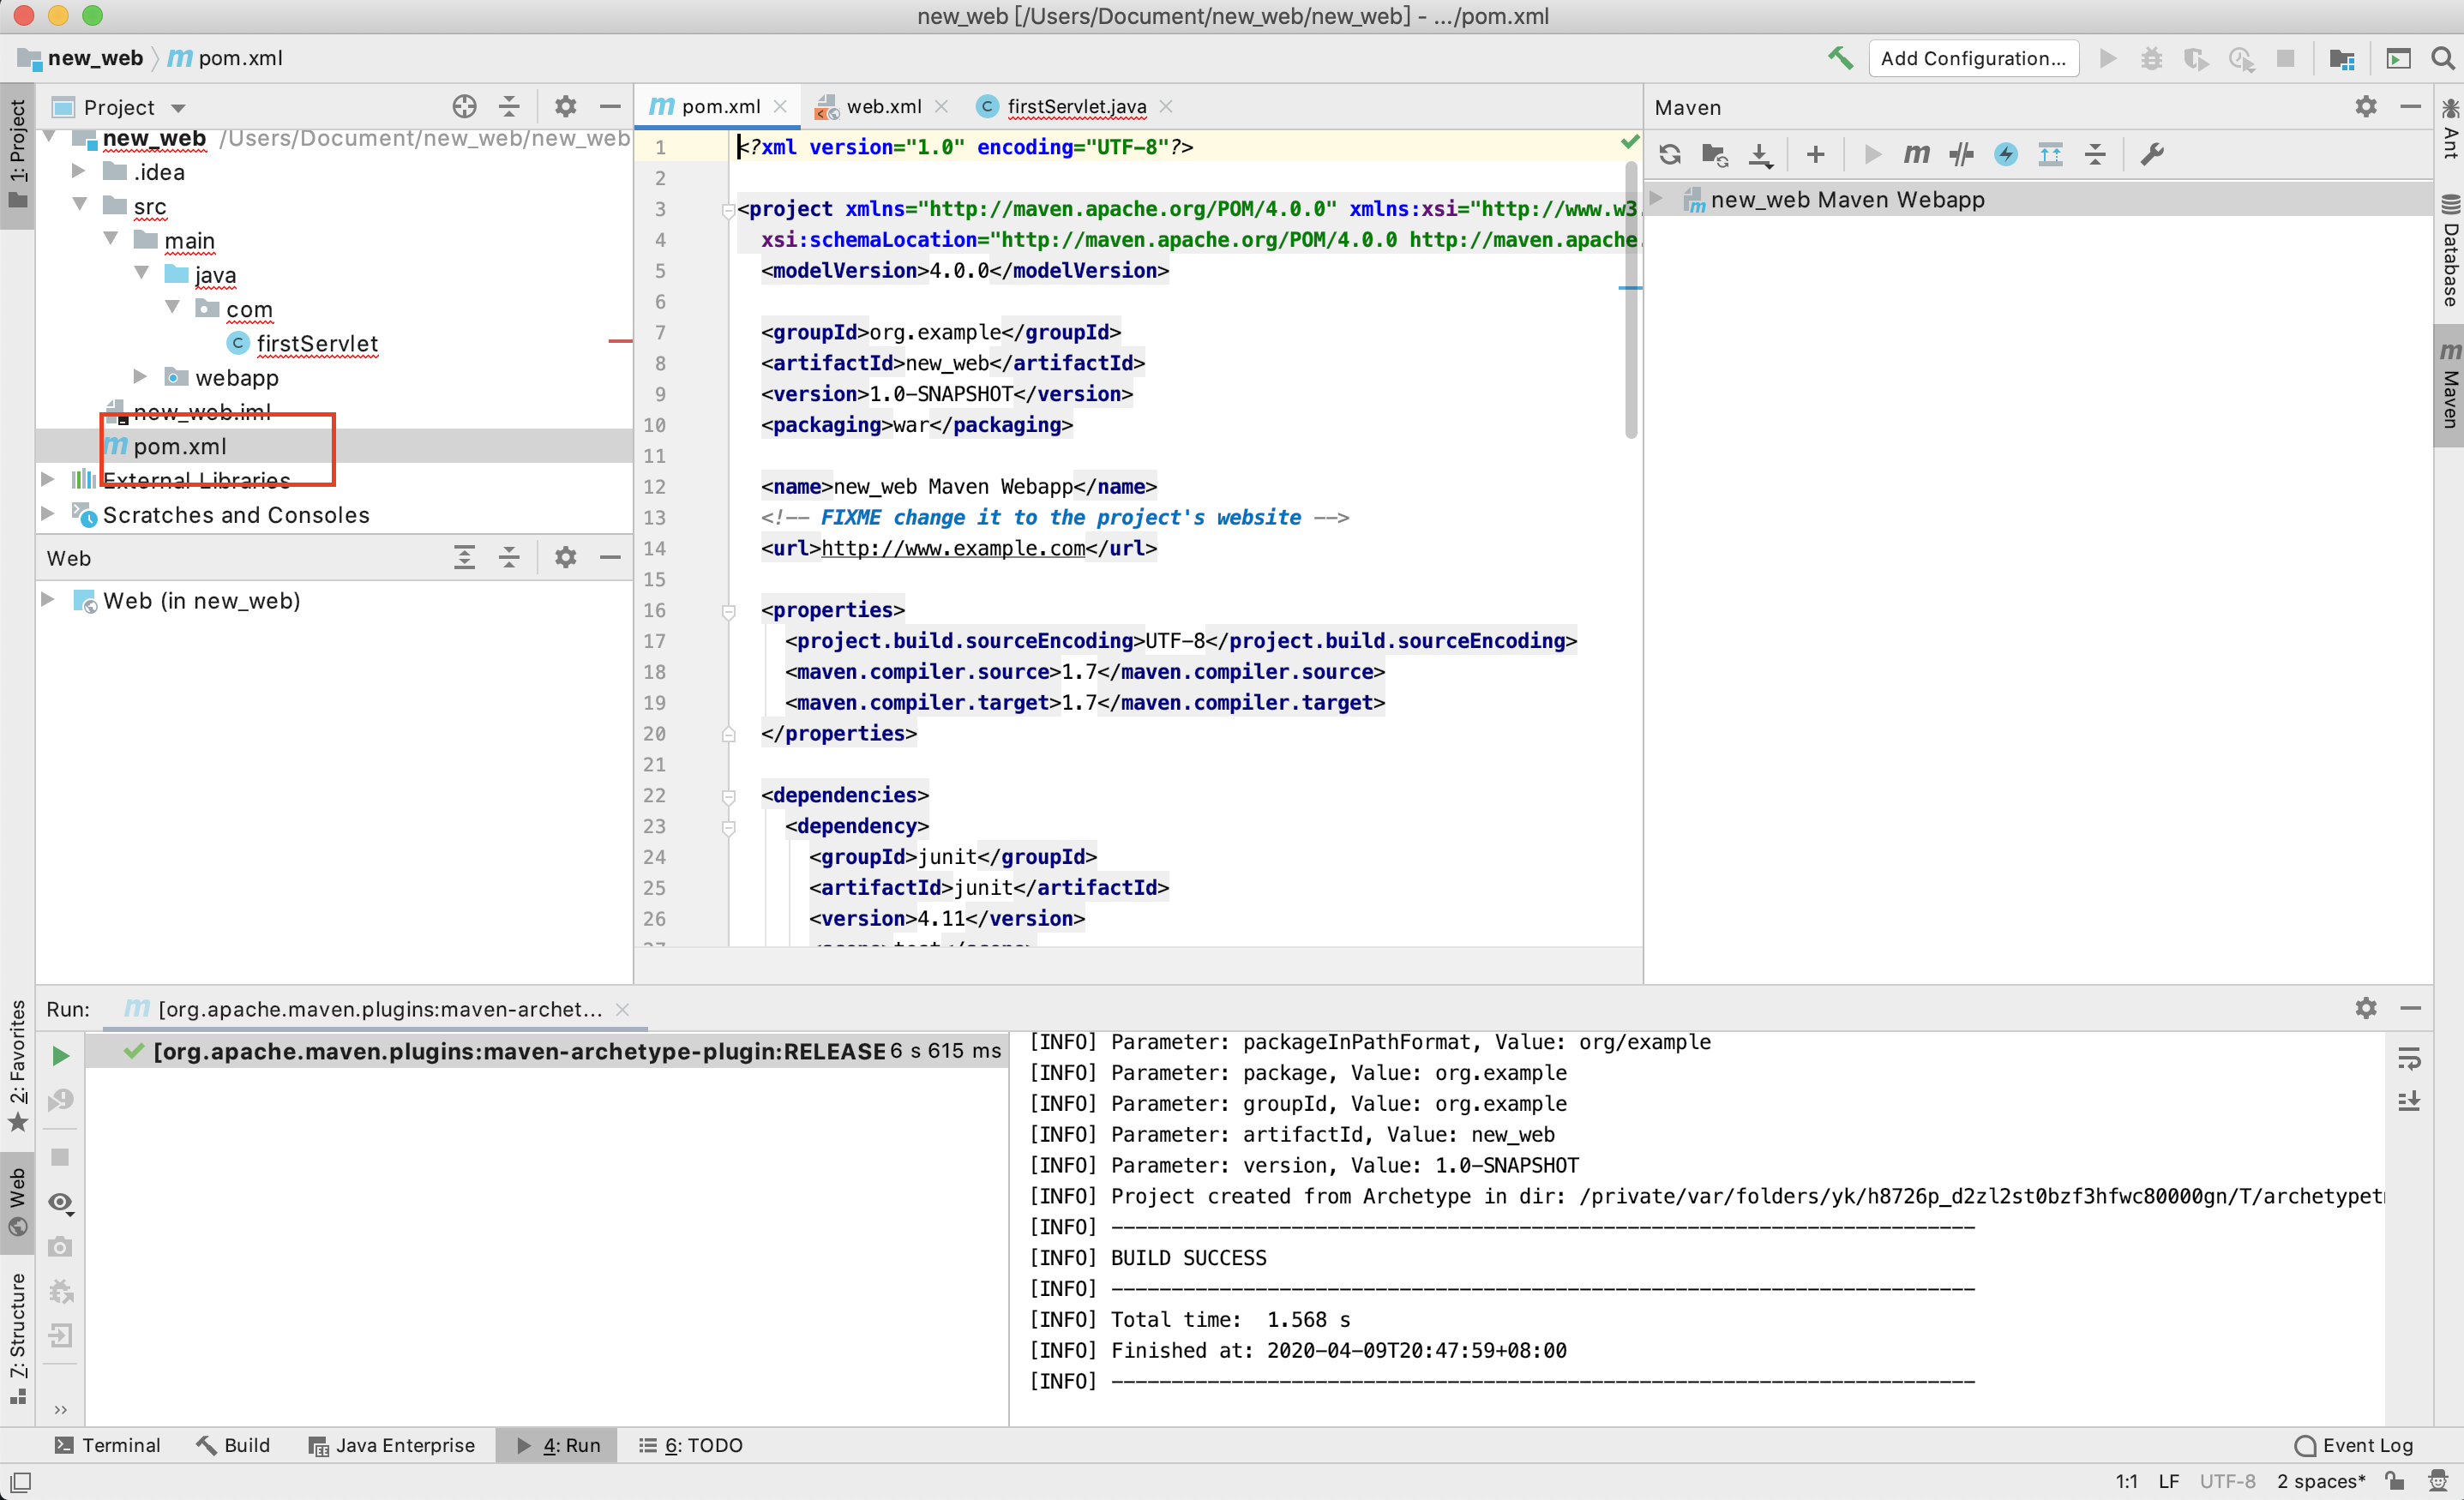 new_web [/Users/Document/new_web/new_web] - .../pom.xml
new_web
pom.xml
Add Configuration...
1: Project
Project
new_web /Users/Document/new_web/new_web
.idea
src
main
java
com
firstServlet
webapp
new_web.iml
pom.xml
External Libraries
Scratches and Consoles
Web
Web (in new_web)
pom.xml
web.xml
firstServlet.java
1 <?xml version="1.0" encoding="UTF-8"?>
2
3 <project xmlns="http://maven.apache.org/POM/4.0.0" xmlns:xsi="http://www.w3.
4 xsi:schemaLocation="http://maven.apache.org/POM/4.0.0 http://maven.apache.
5 <modelVersion>4.0.0</modelVersion>
6
7 <groupId>org.example</groupId>
8 <artifactId>new_web</artifactId>
9 <version>1.0-SNAPSHOT</version>
10 <packaging>war</packaging>
11
12 <name>new_web Maven Webapp</name>
13 <!-- FIXME change it to the project's website -->
14 <url>http://www.example.com</url>
15
16 <properties>
17 <project.build.sourceEncoding>UTF-8</project.build.sourceEncoding>
18 <maven.compiler.source>1.7</maven.compiler.source>
19 <maven.compiler.target>1.7</maven.compiler.target>
20 </properties>
21
22 <dependencies>
23 <dependency>
24 <groupId>junit</groupId>
25 <artifactId>junit</artifactId>
26 <version>4.11</version>
27 <scope>test</scope>
Maven
new_web Maven Webapp
Ant
Database
Maven
2: Favorites
Web
7: Structure
Run:
[org.apache.maven.plugins:maven-archet...
[org.apache.maven.plugins:maven-archetype-plugin:RELEASE 6 s 615 ms
[INFO] Parameter: packageInPathFormat, Value: org/example
[INFO] Parameter: package, Value: org.example
[INFO] Parameter: groupId, Value: org.example
[INFO] Parameter: artifactId, Value: new_web
[INFO] Parameter: version, Value: 1.0-SNAPSHOT
[INFO] Project created from Archetype in dir: /private/var/folders/yk/h8726p_d2zl2st0bzf3hfwc80000gn/T/archetypet
[INFO] ------------------------------------------------------------------------
[INFO] BUILD SUCCESS
[INFO] ------------------------------------------------------------------------
[INFO] Total time:  1.568 s
[INFO] Finished at: 2020-04-09T20:47:59+08:00
[INFO] ------------------------------------------------------------------------
Terminal
Build
Java Enterprise
4: Run
6: TODO
Event Log
1:1
LF
UTF-8
2 spaces*